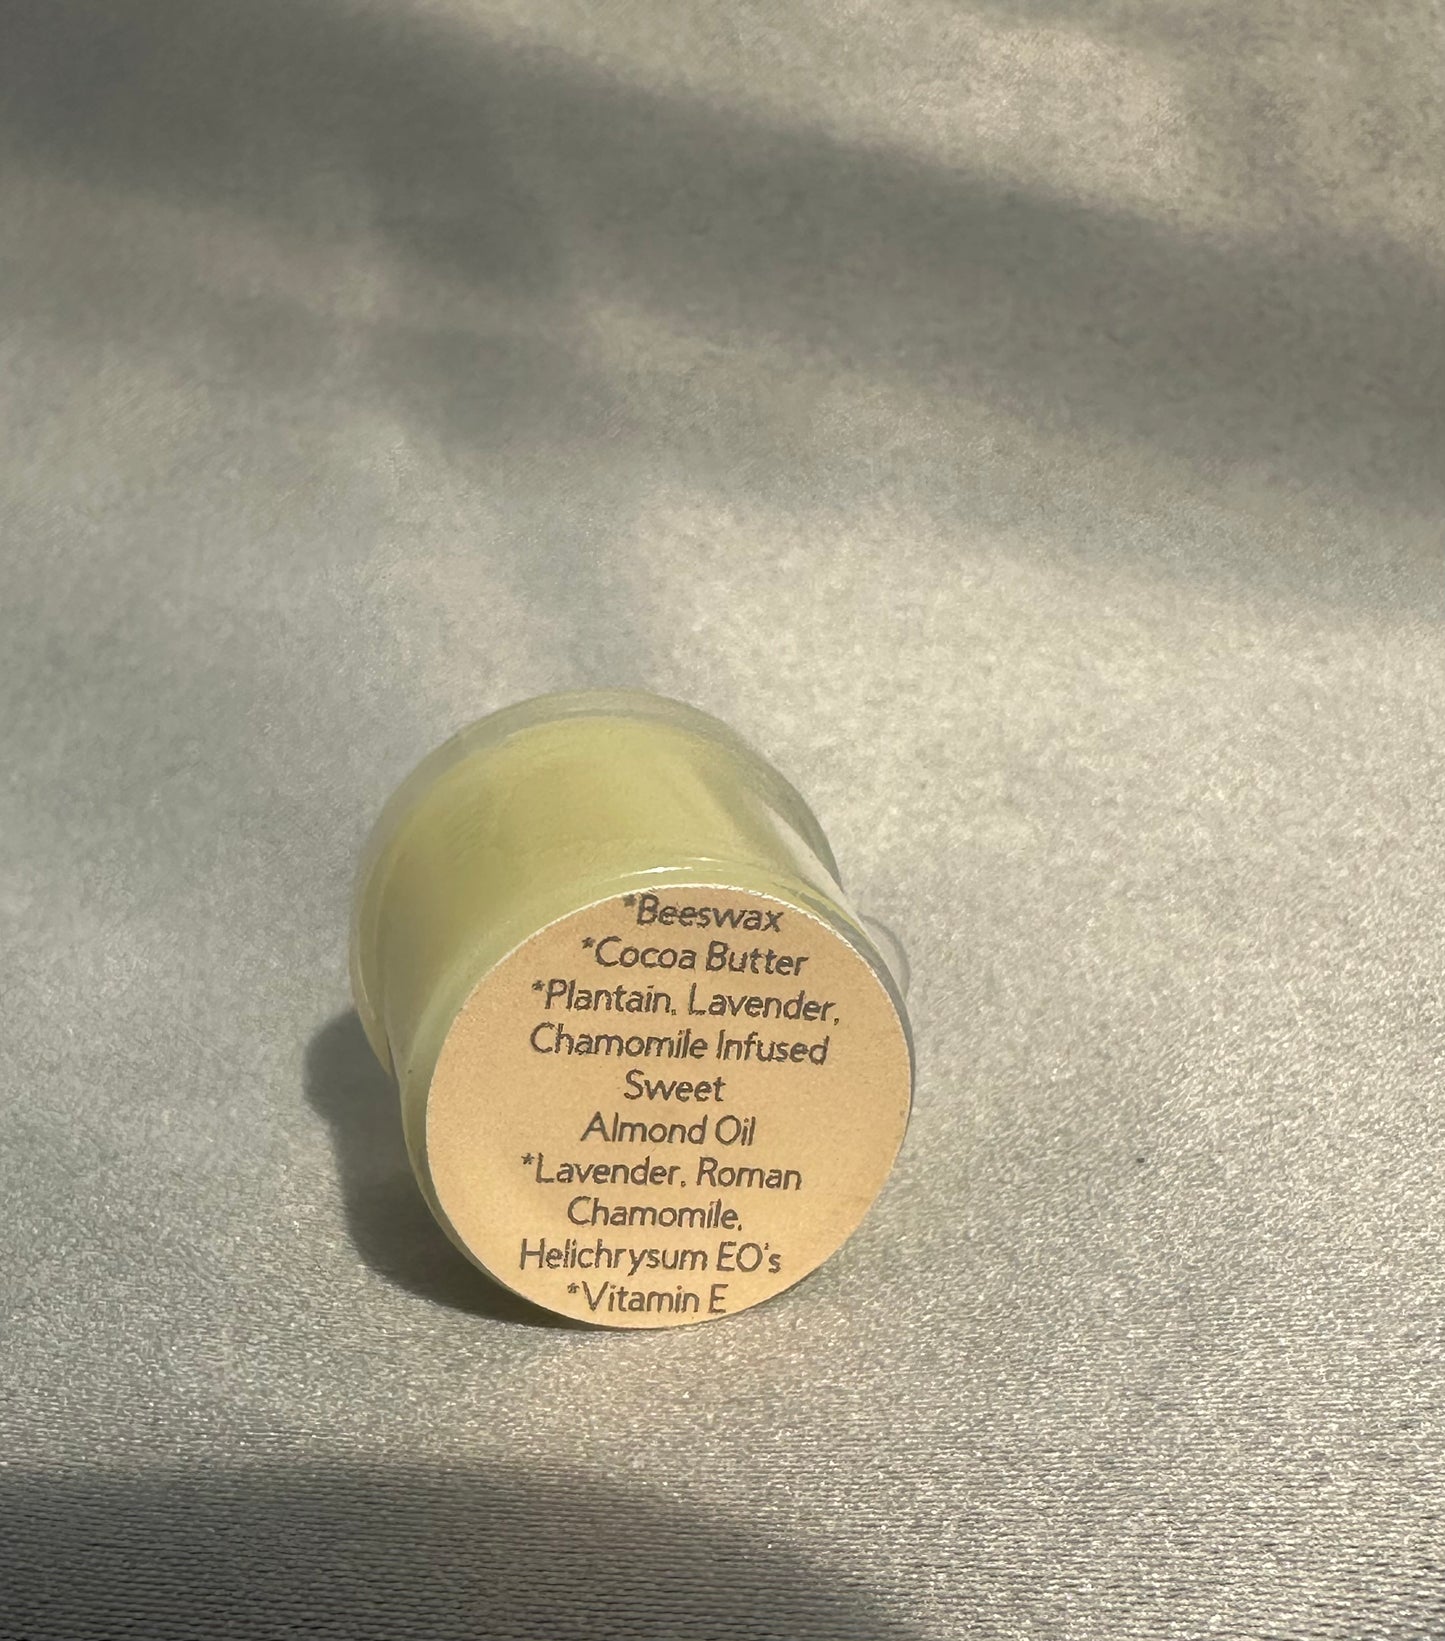 *Beeswax
*Cocoa Butter
*Plantain, Lavender,
Chamomile Infused
Sweet
Almond Oil
*Lavender, Roman
Chamomile,
Helichrysum EO's
*Vitamin E